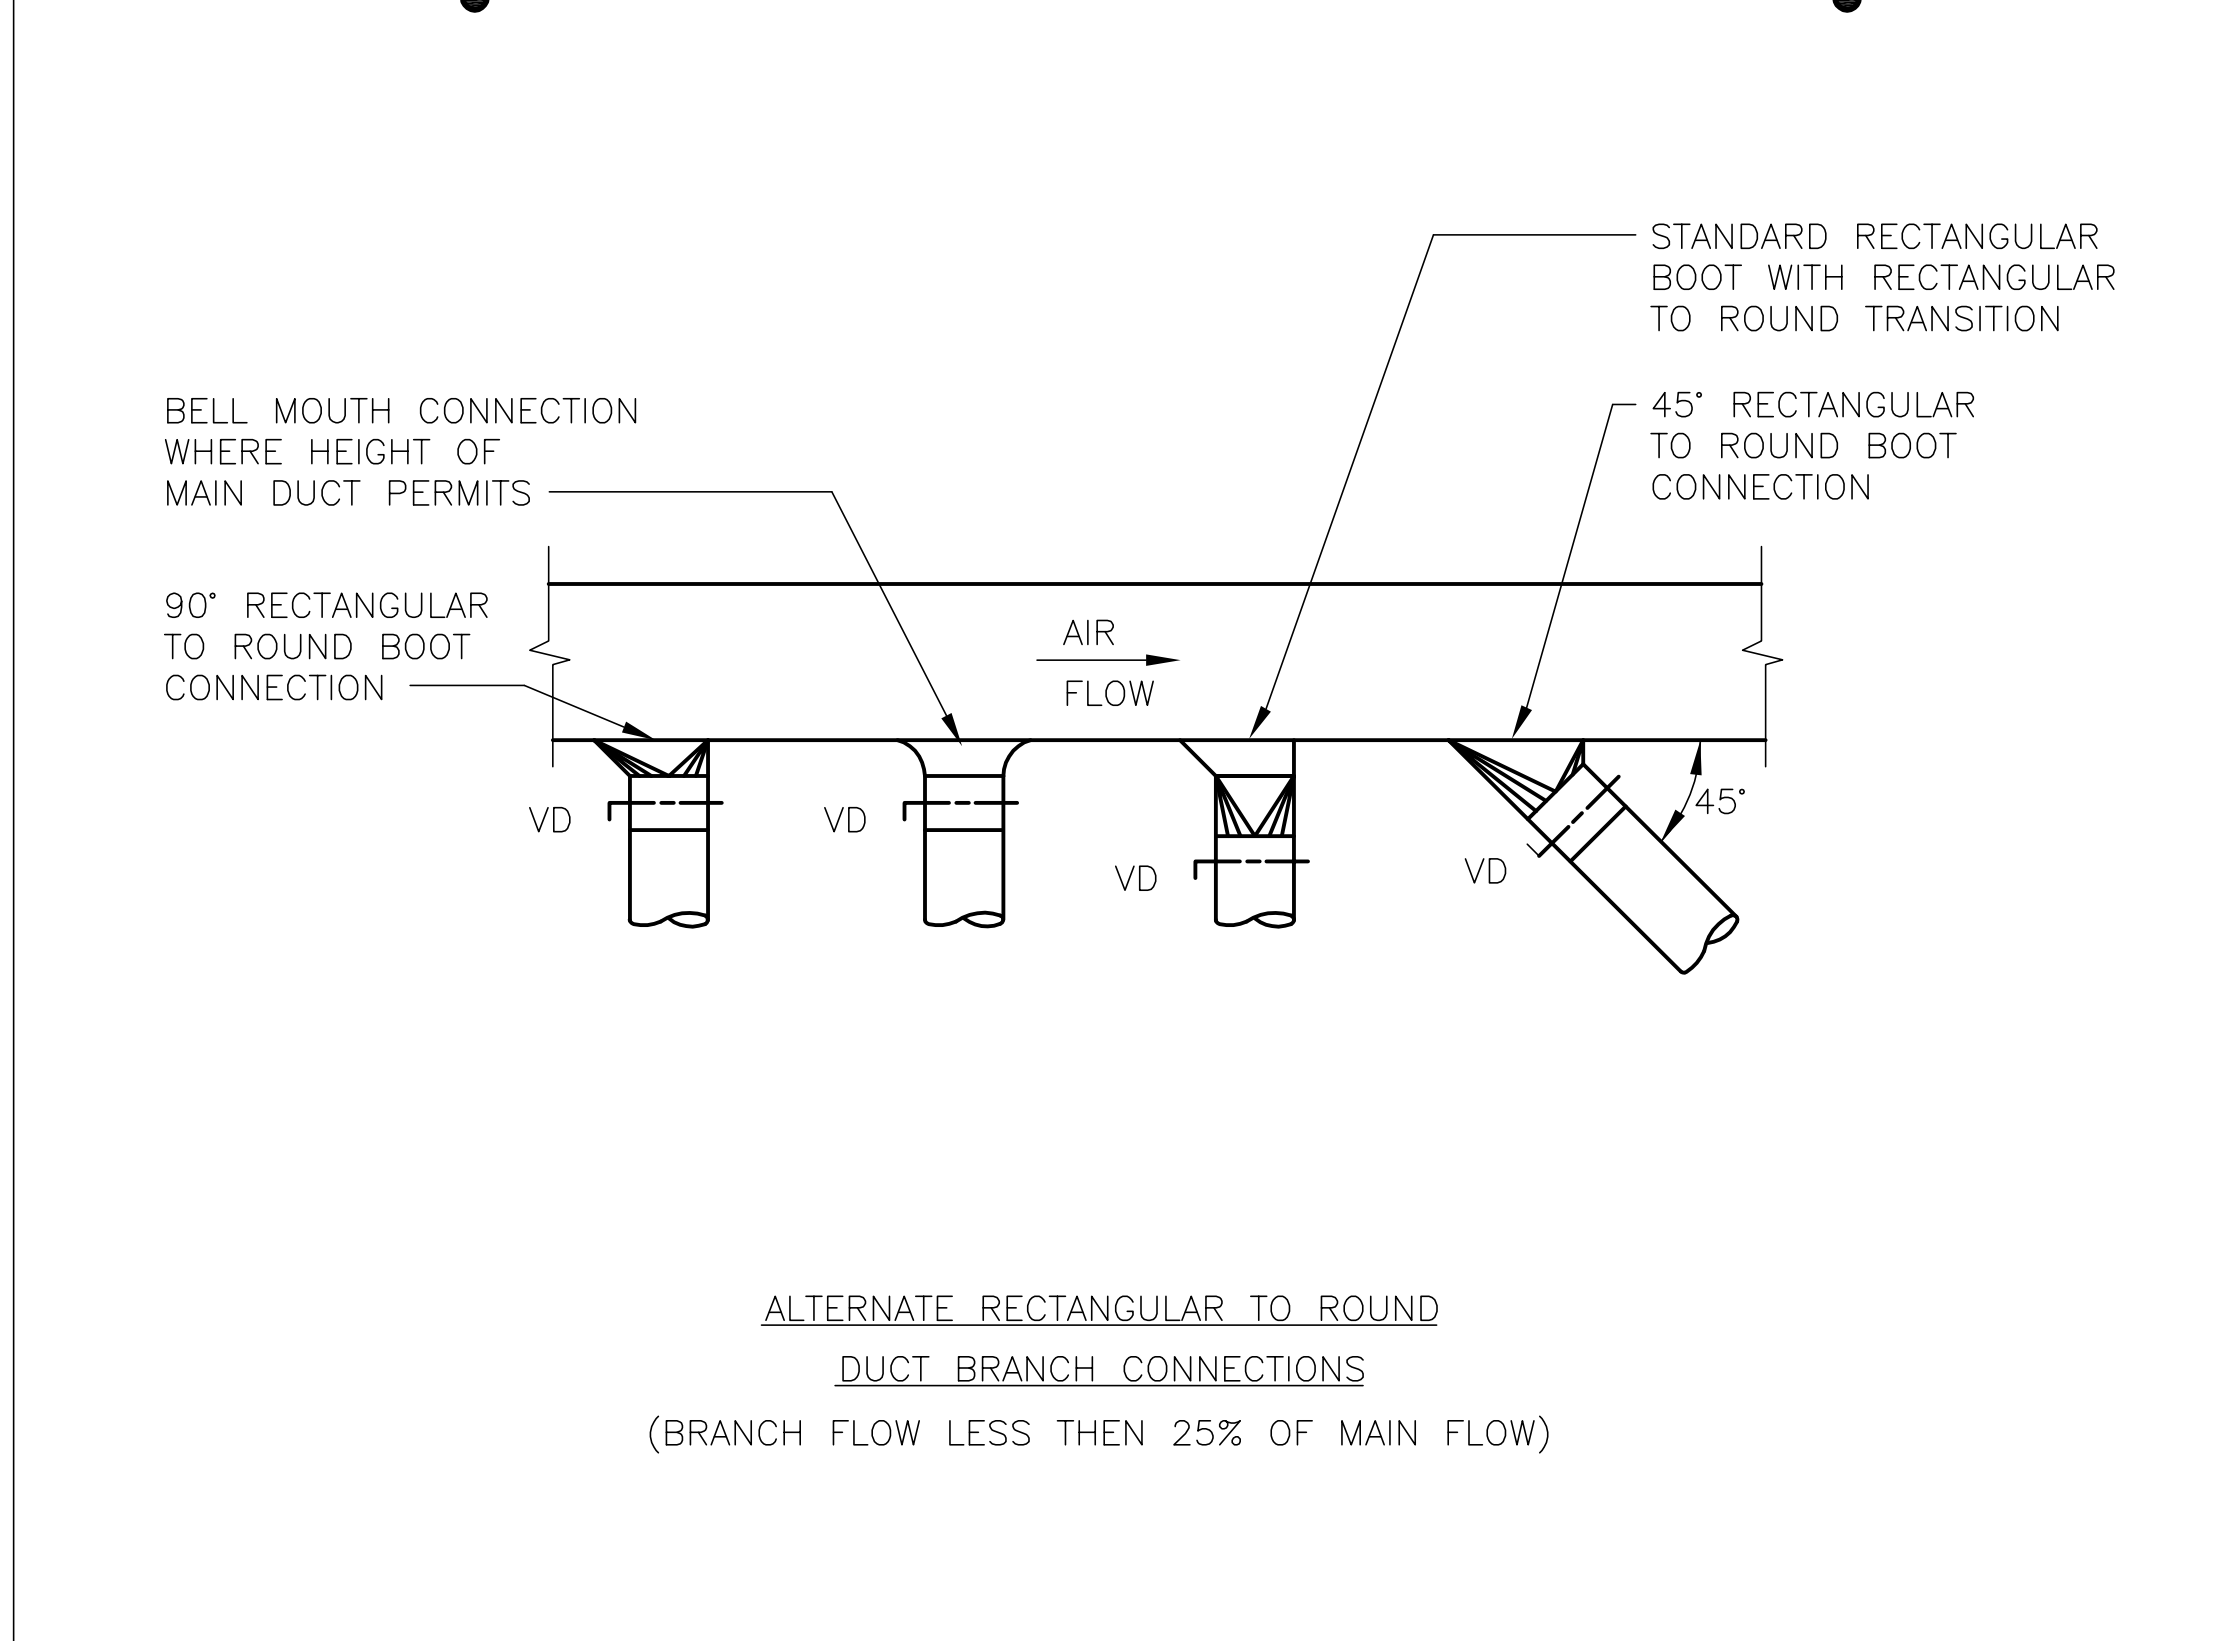 STANDARD RECTANGULAR
BOOT WITH RECTANGULAR
TO ROUND TRANSITION
45° RECTANGULAR
TO ROUND BOOT
CONNECTION
BELL MOUTH CONNECTION
WHERE HEIGHT OF
MAIN DUCT PERMITS
90° RECTANGULAR
TO ROUND BOOT
CONNECTION
AIR
FLOW
VD
VD
VD
VD
45°
ALTERNATE RECTANGULAR TO ROUND
DUCT BRANCH CONNECTIONS
(BRANCH FLOW LESS THEN 25% OF MAIN FLOW)